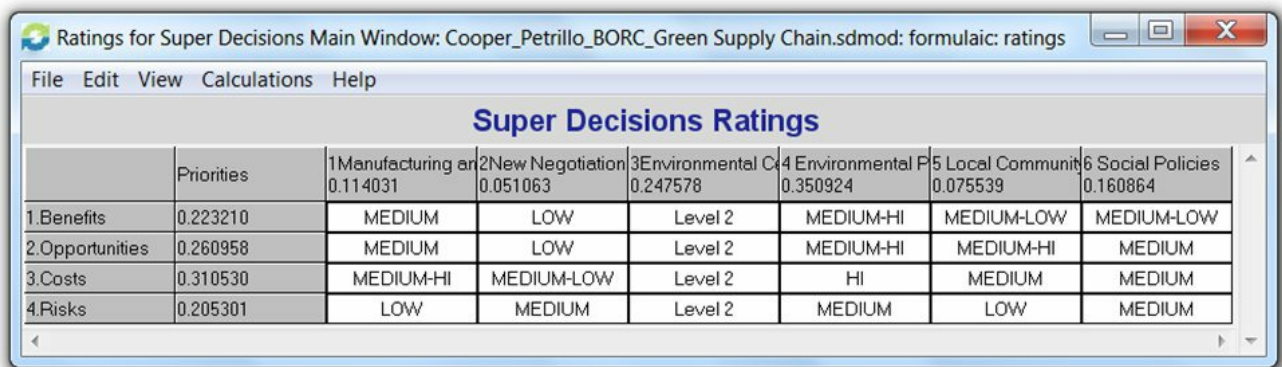 Ratings for Super Decisions Main Window: Cooper_Petrillo_BORC_Green Supply Chain.sdmod: formulaic: ratings
File Edit View Calculations Help
Super Decisions Ratings
Priorities 1Manufacturing an 2New Negotiation 3Environmental C 4 Environmental P 5 Local Community 6 Social Policies
0.114031 0.051063 0.247578 0.350924 0.075539 0.160864
1.Benefits 0.223210 MEDIUM LOW Level 2 MEDIUM-HI MEDIUM-LOW MEDIUM-LOW
2.Opportunities 0.260958 MEDIUM LOW Level 2 MEDIUM-HI MEDIUM-HI MEDIUM
3.Costs 0.310530 MEDIUM-HI MEDIUM-LOW Level 2 HI MEDIUM MEDIUM
4.Risks 0.205301 LOW MEDIUM Level 2 MEDIUM LOW MEDIUM